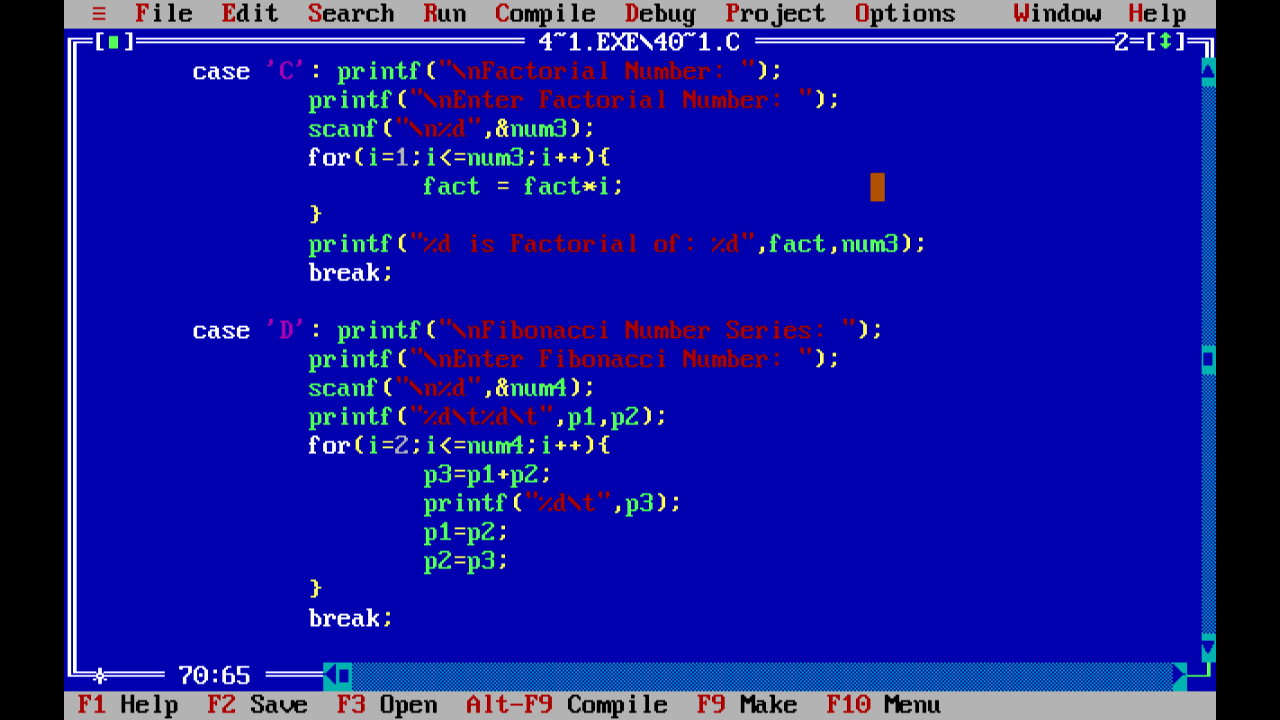 ≡ File Edit Search Run Compile Debug Project Options Window Help
[■] 4~1.EXE\40~1.C 2=[↕]
case 'C': printf("\nFactorial Number: ");
printf("\nEnter Factorial Number: ");
scanf("\n%d",&num3);
for(i=1;i<=num3;i++){
fact = fact*i;
}
printf("%d is Factorial of: %d",fact,num3);
break;
case 'D': printf("\nFibonacci Number Series: ");
printf("\nEnter Fibonacci Number: ");
scanf("\n%d",&num4);
printf("%d\t%d\t",p1,p2);
for(i=2;i<=num4;i++){
p3=p1+p2;
printf("%d\t",p3);
p1=p2;
p2=p3;
}
break;
70:65
F1 Help F2 Save F3 Open Alt-F9 Compile F9 Make F10 Menu